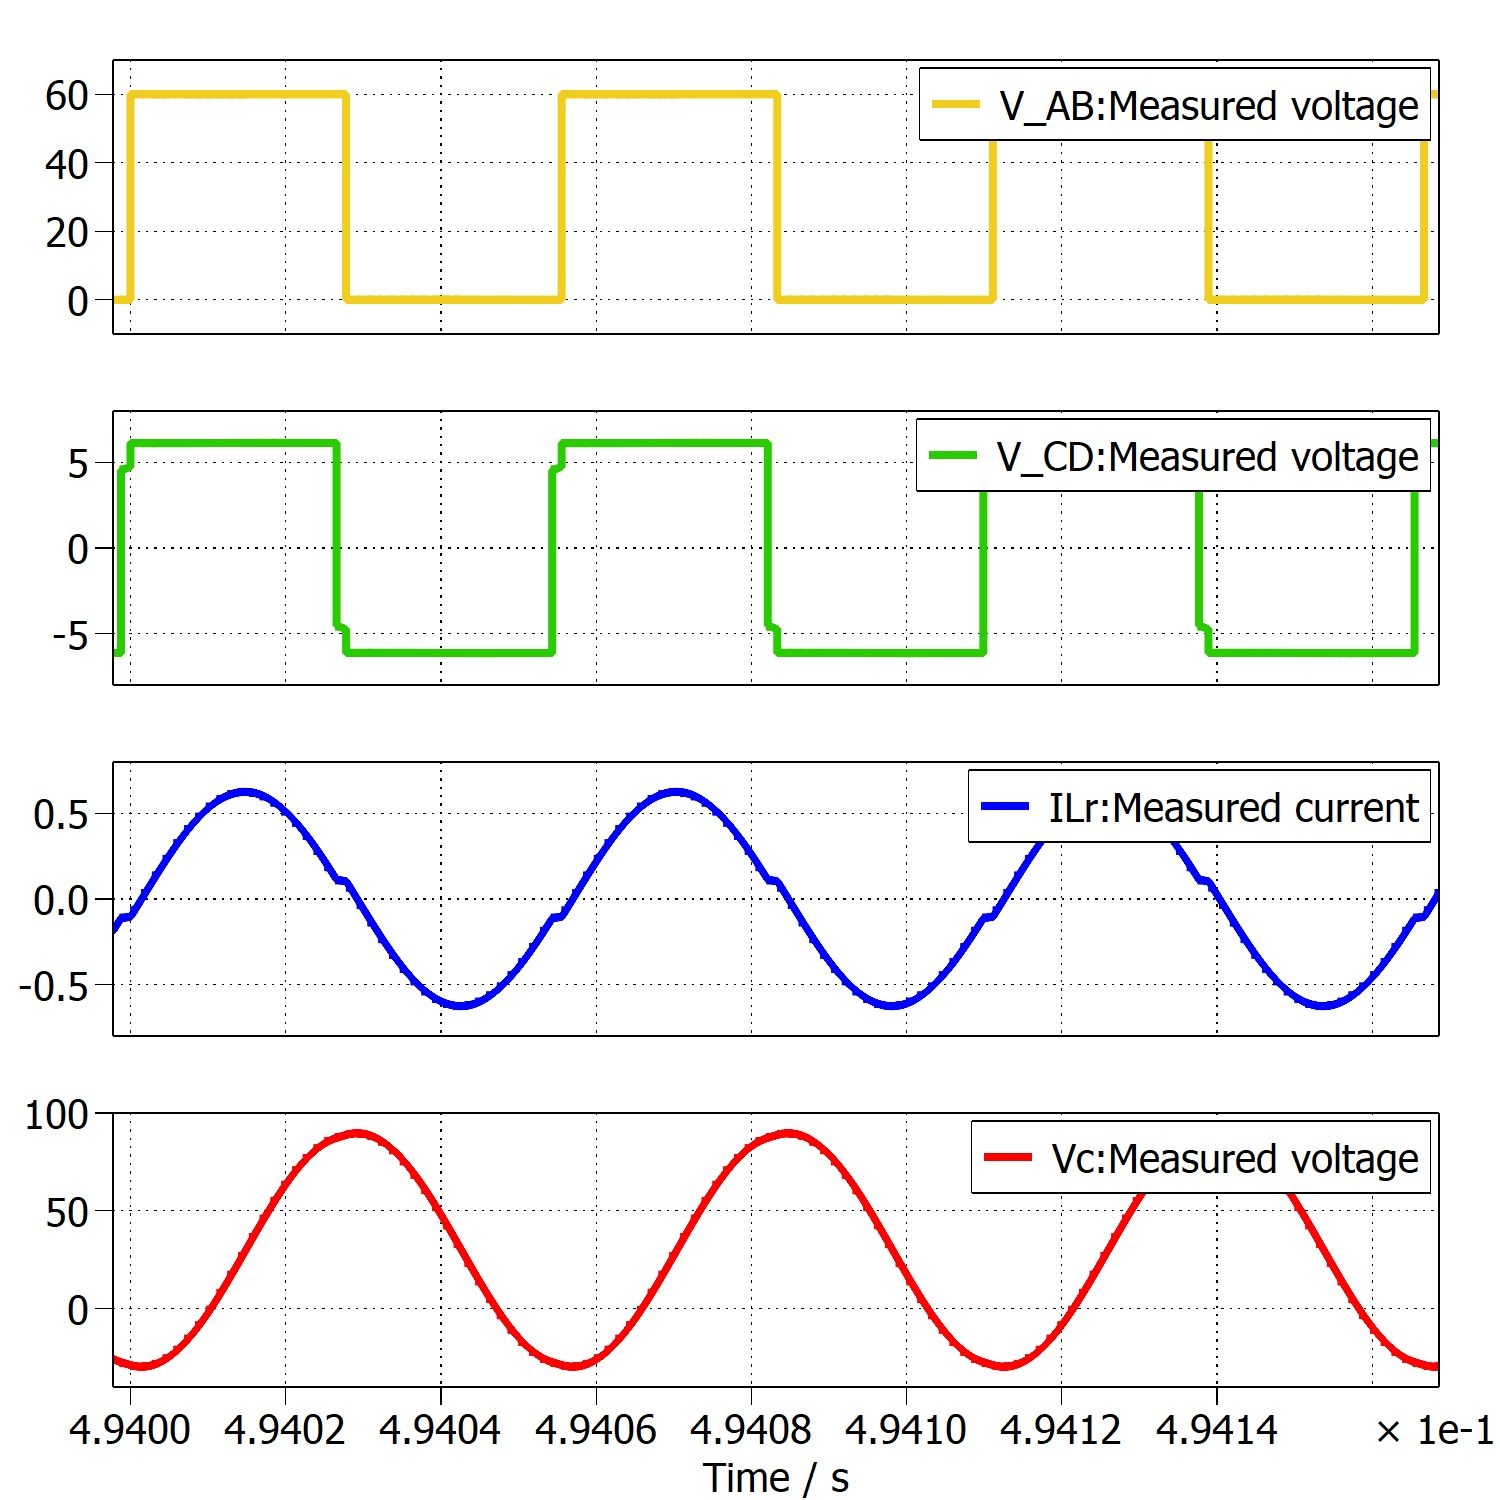 60
40
20
0
V_AB:Measured voltage
5
0
-5
V_CD:Measured voltage
0.5
0.0
-0.5
ILr:Measured current
100
50
0
Vc:Measured voltage
4.9400 4.9402 4.9404 4.9406 4.9408 4.9410 4.9412 4.9414 × 1e-1
Time / s